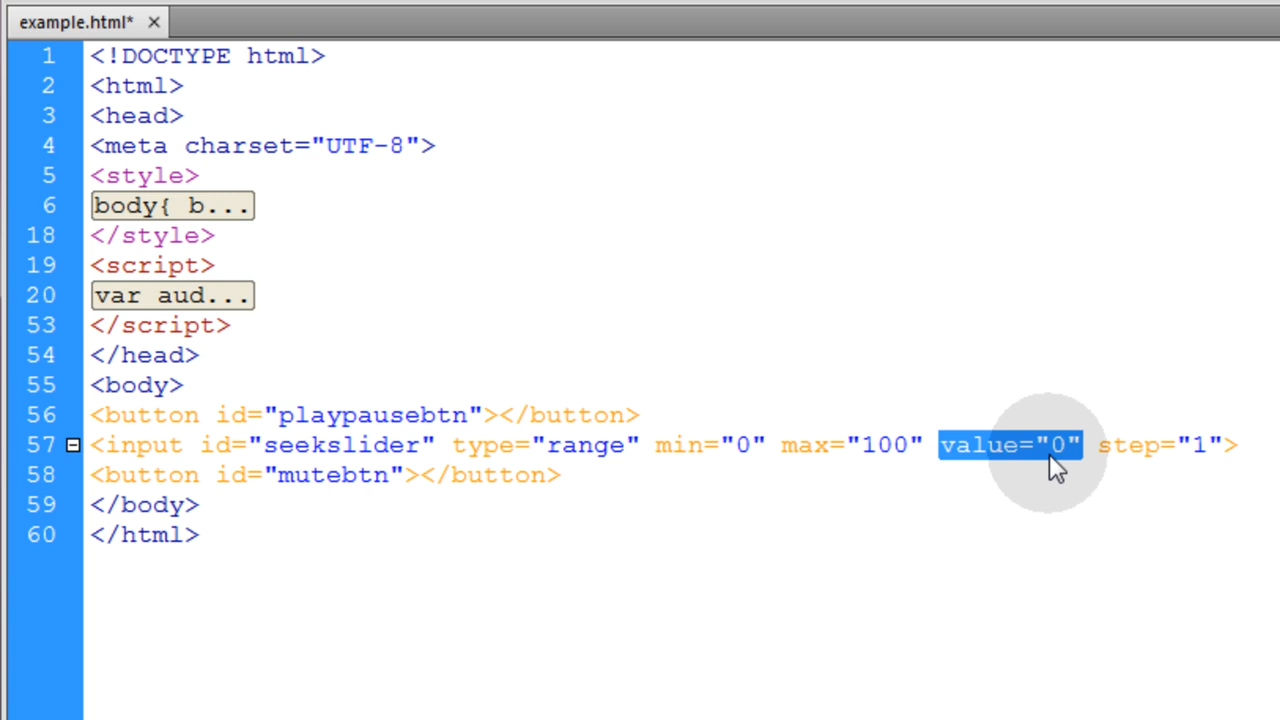 example.html*
1 <!DOCTYPE html>
2 <html>
3 <head>
4 <meta charset="UTF-8">
5 <style>
6 body{ b...
18 </style>
19 <script>
20 var aud...
53 </script>
54 </head>
55 <body>
56 <button id="playpausebtn"></button>
57 <input id="seekslider" type="range" min="0" max="100" value="0" step="1">
58 <button id="mutebtn"></button>
59 </body>
60 </html>